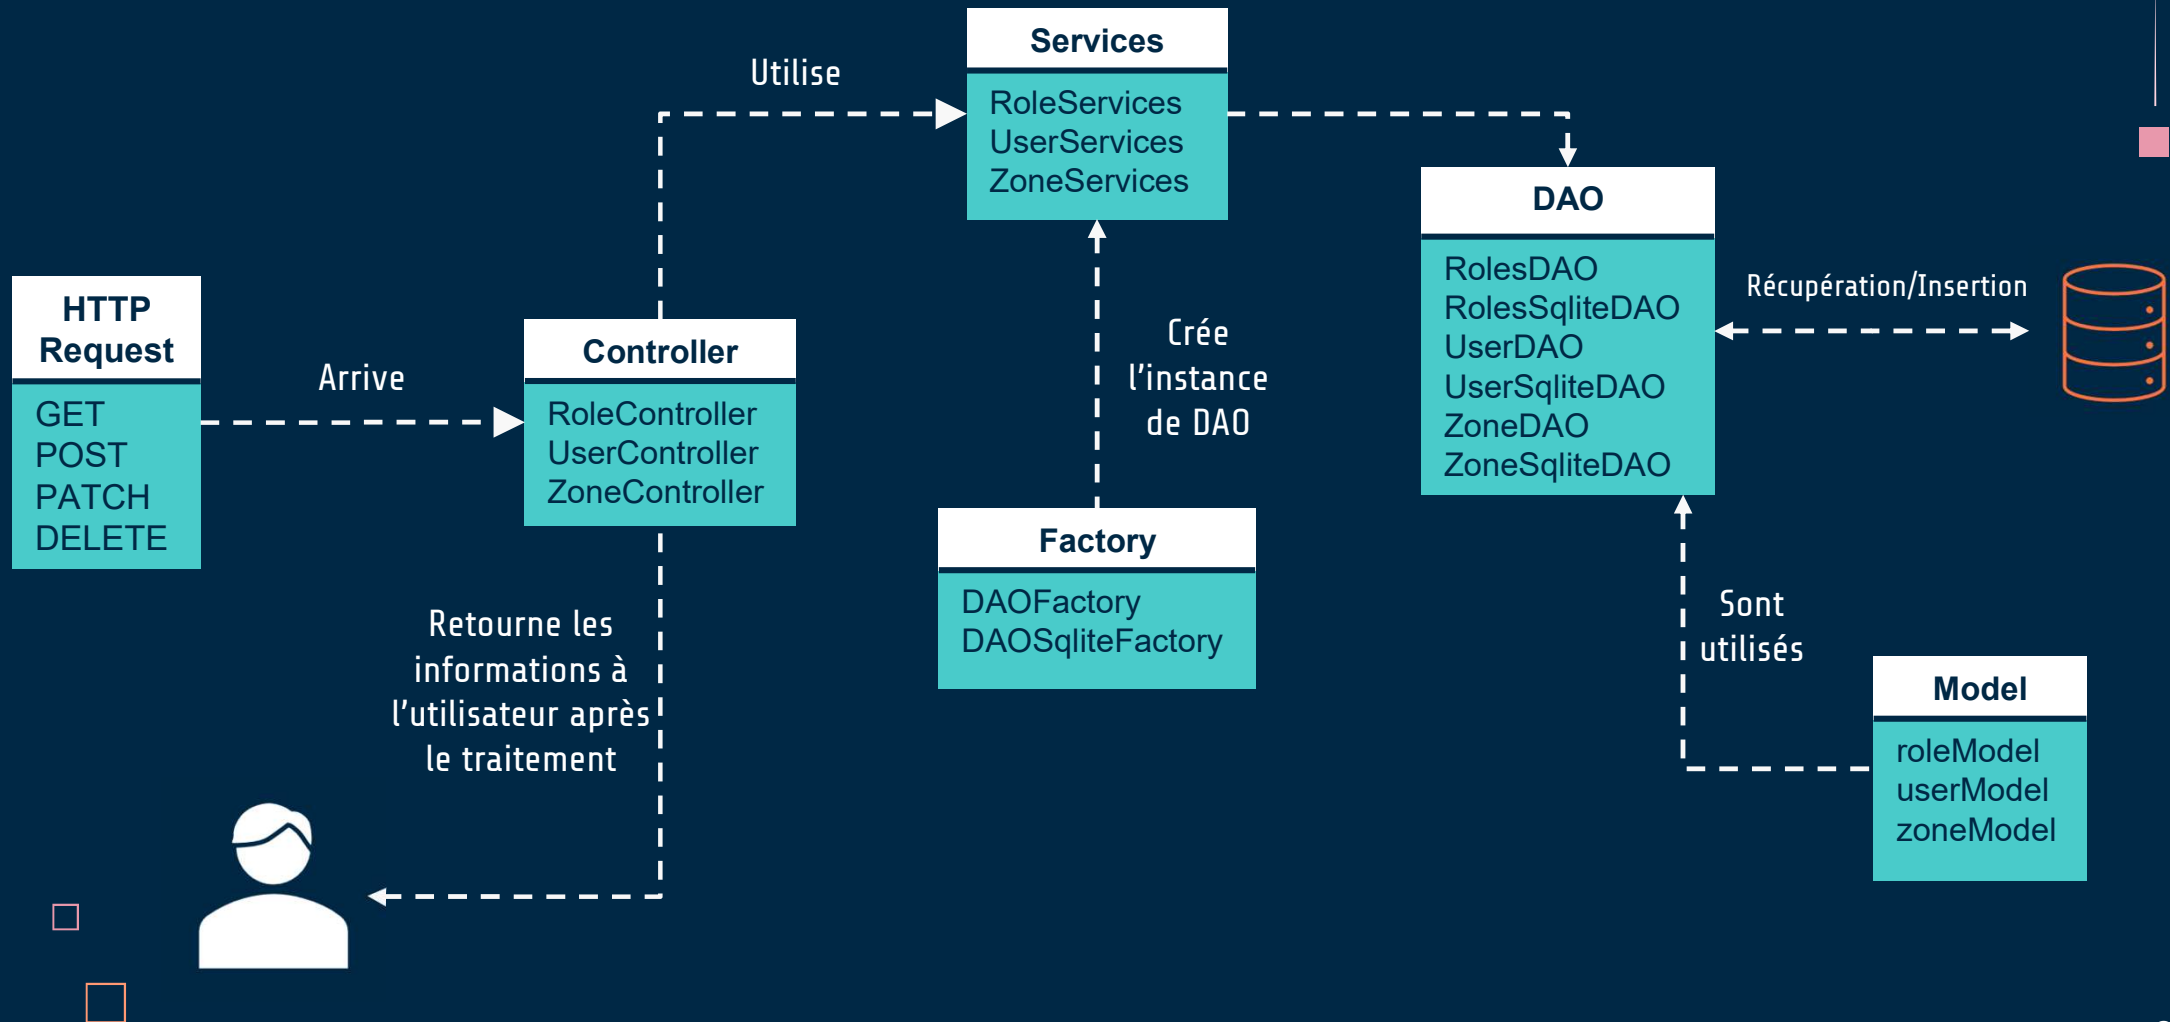 HTTP
Request
GET
POST
PATCH
DELETE
Arrive
Controller
RoleController
UserController
ZoneController
Utilise
Services
RoleServices
UserServices
ZoneServices
Crée
l'instance
de DAO
Factory
DAOFactory
DAOSqliteFactory
DAO
RolesDAO
RolesSqliteDAO
UserDAO
UserSqliteDAO
ZoneDAO
ZoneSqliteDAO
Récupération/Insertion
Sont
utilisés
Model
roleModel
userModel
zoneModel
Retourne les
informations à
l'utilisateur après
le traitement